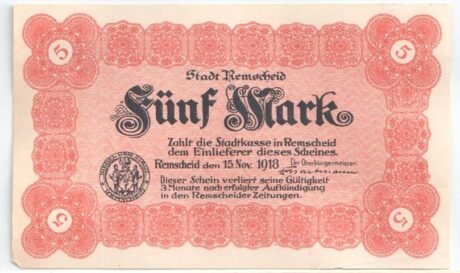 5 5
Stadt Remscheid
Fünf Mark
Zahlt die Stadtkasse in Remscheid
dem Einlieferer dieses Scheines.
Remscheid den 15. Nov. 1918 Der Oberbürgermeister:
Dieser Schein verliert seine Gültigkeit
3 Monate nach erfolgter Aufkündigung
in den Remscheider Zeitungen.
5 5